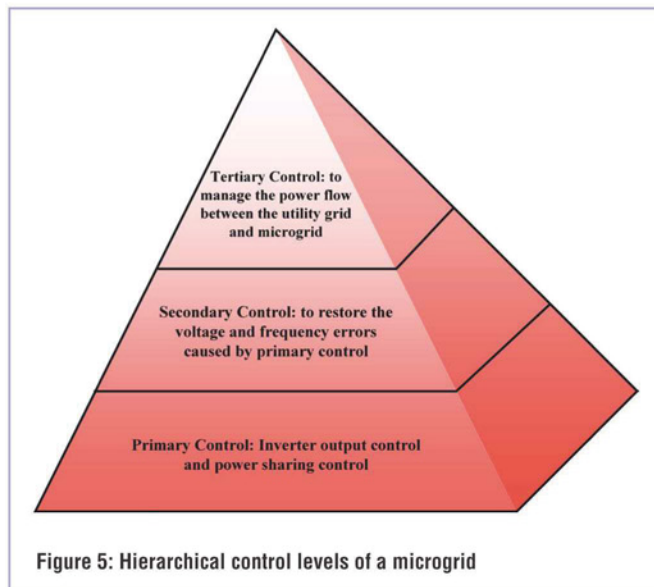 Tertiary Control: to
manage the power flow
between the utility grid
and microgrid
Secondary Control: to restore the
voltage and frequency errors
caused by primary control
Primary Control: Inverter output control
and power sharing control
Figure 5: Hierarchical control levels of a microgrid